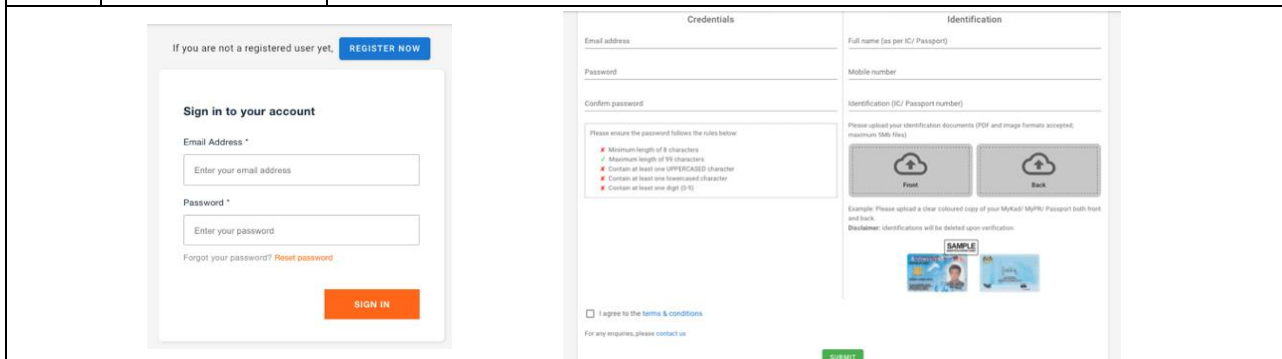 If you are not a registered user yet, REGISTER NOW
Sign in to your account
Email Address *
Enter your email address
Password *
Enter your password
Forgot your password? Reset password
SIGN IN
Credentials
Email address
Password
Confirm password
Please ensure the password follows the rules below:
✘ Minimum length of 8 characters
✓ Maximum length of 99 characters
✘ Contain at least one UPPERCASED character
✘ Contain at least one lowercased character
✘ Contain at least one digit (0-9)
Identification
Full name (as per IC/ Passport)
Mobile number
Identification (IC/ Passport number)
Please upload your identification documents (PDF and image formats accepted;
maximum 5Mb files)
Front
Back
Example: Please upload a clear coloured copy of your MyKad/ MyPR/ Passport both front
and back
Disclaimer: identifications will be deleted upon verification
SAMPLE
I agree to the terms & conditions
For any enquiries, please contact us
SUBMIT